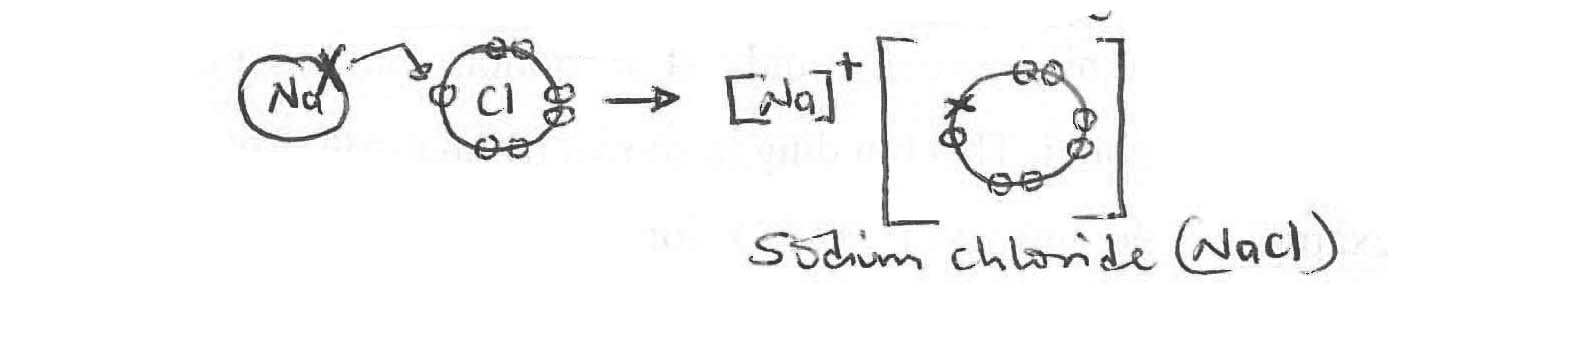 Na Cl → [Na]⁺ [ ]⁻
Sodium chloride (NaCl)